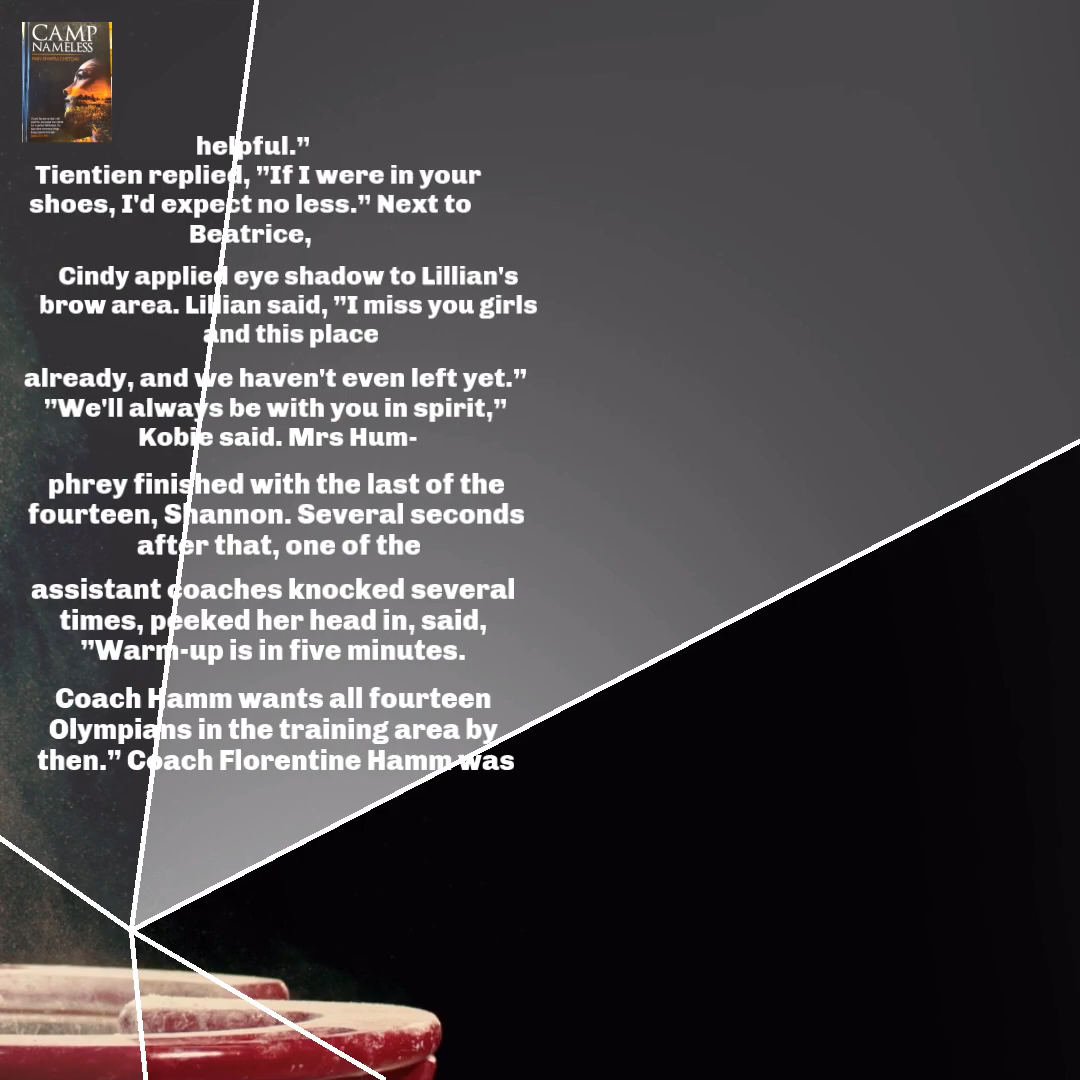 CAMP
NAMELESS
helpful.”
Tientien replied, ”If I were in your
shoes, I'd expect no less.” Next to
Beatrice,
Cindy applied eye shadow to Lillian's
brow area. Lillian said, ”I miss you girls
and this place
already, and we haven't even left yet.”
”We'll always be with you in spirit,”
Kobie said. Mrs Hum-
phrey finished with the last of the
fourteen, Shannon. Several seconds
after that, one of the
assistant coaches knocked several
times, peeked her head in, said,
”Warm-up is in five minutes.
Coach Hamm wants all fourteen
Olympians in the training area by
then.” Coach Florentine Hamm was